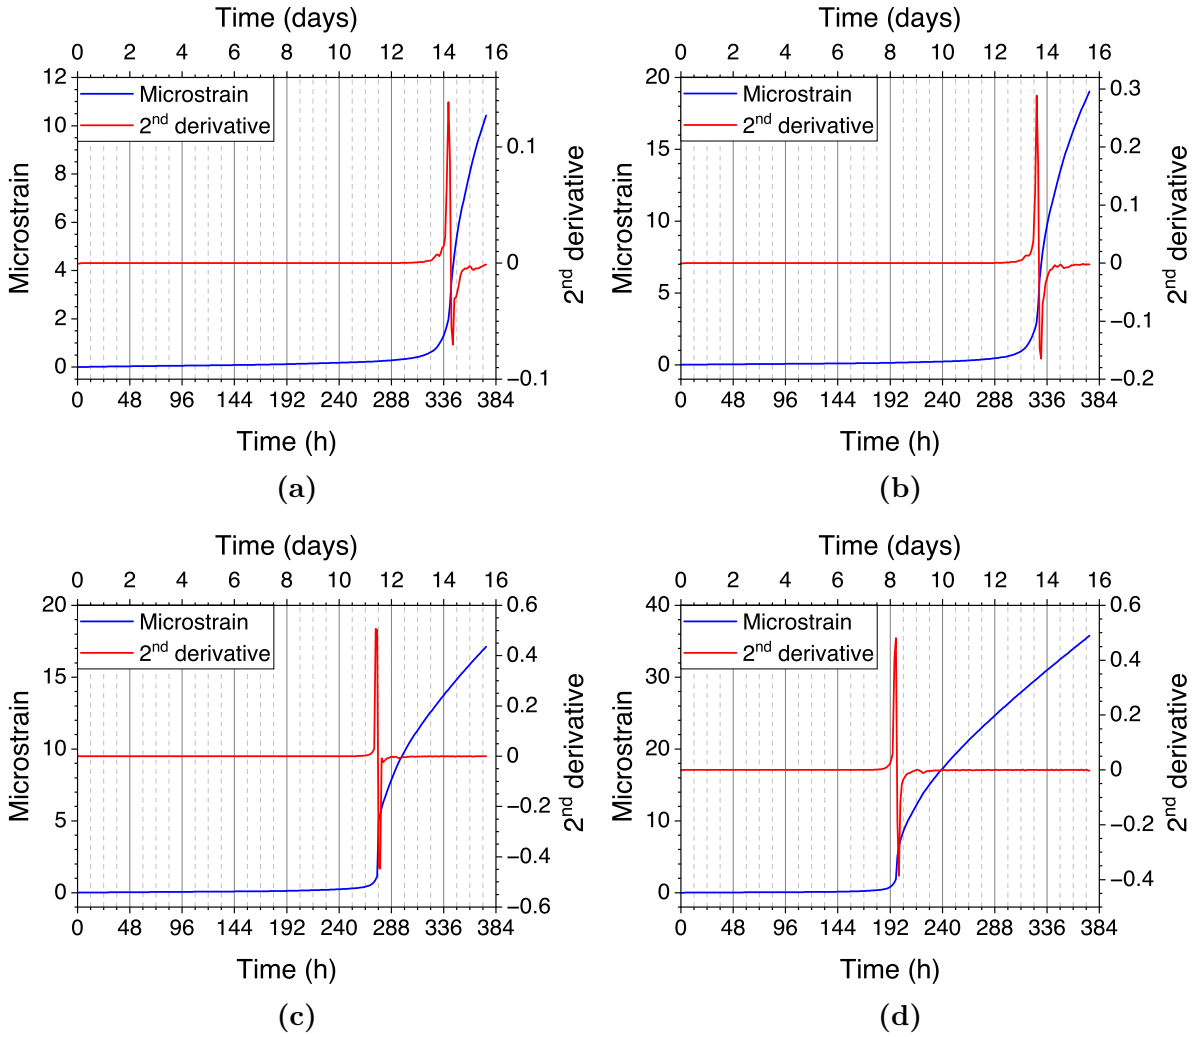 Time (days)
0 2 4 6 8 10 12 14 16
12
10
8
6
4
2
0
Microstrain
Microstrain
2nd derivative
0.1
0
−0.1
2nd derivative
0 48 96 144 192 240 288 336 384
Time (h)
(a)
Time (days)
0 2 4 6 8 10 12 14 16
20
15
10
5
0
Microstrain
Microstrain
2nd derivative
0.3
0.2
0.1
0
−0.1
−0.2
2nd derivative
0 48 96 144 192 240 288 336 384
Time (h)
(b)
Time (days)
0 2 4 6 8 10 12 14 16
20
15
10
5
0
Microstrain
Microstrain
2nd derivative
0.6
0.4
0.2
0
−0.2
−0.4
−0.6
2nd derivative
0 48 96 144 192 240 288 336 384
Time (h)
(c)
Time (days)
0 2 4 6 8 10 12 14 16
40
30
20
10
0
Microstrain
Microstrain
2nd derivative
0.6
0.4
0.2
0
−0.2
−0.4
2nd derivative
0 48 96 144 192 240 288 336 384
Time (h)
(d)